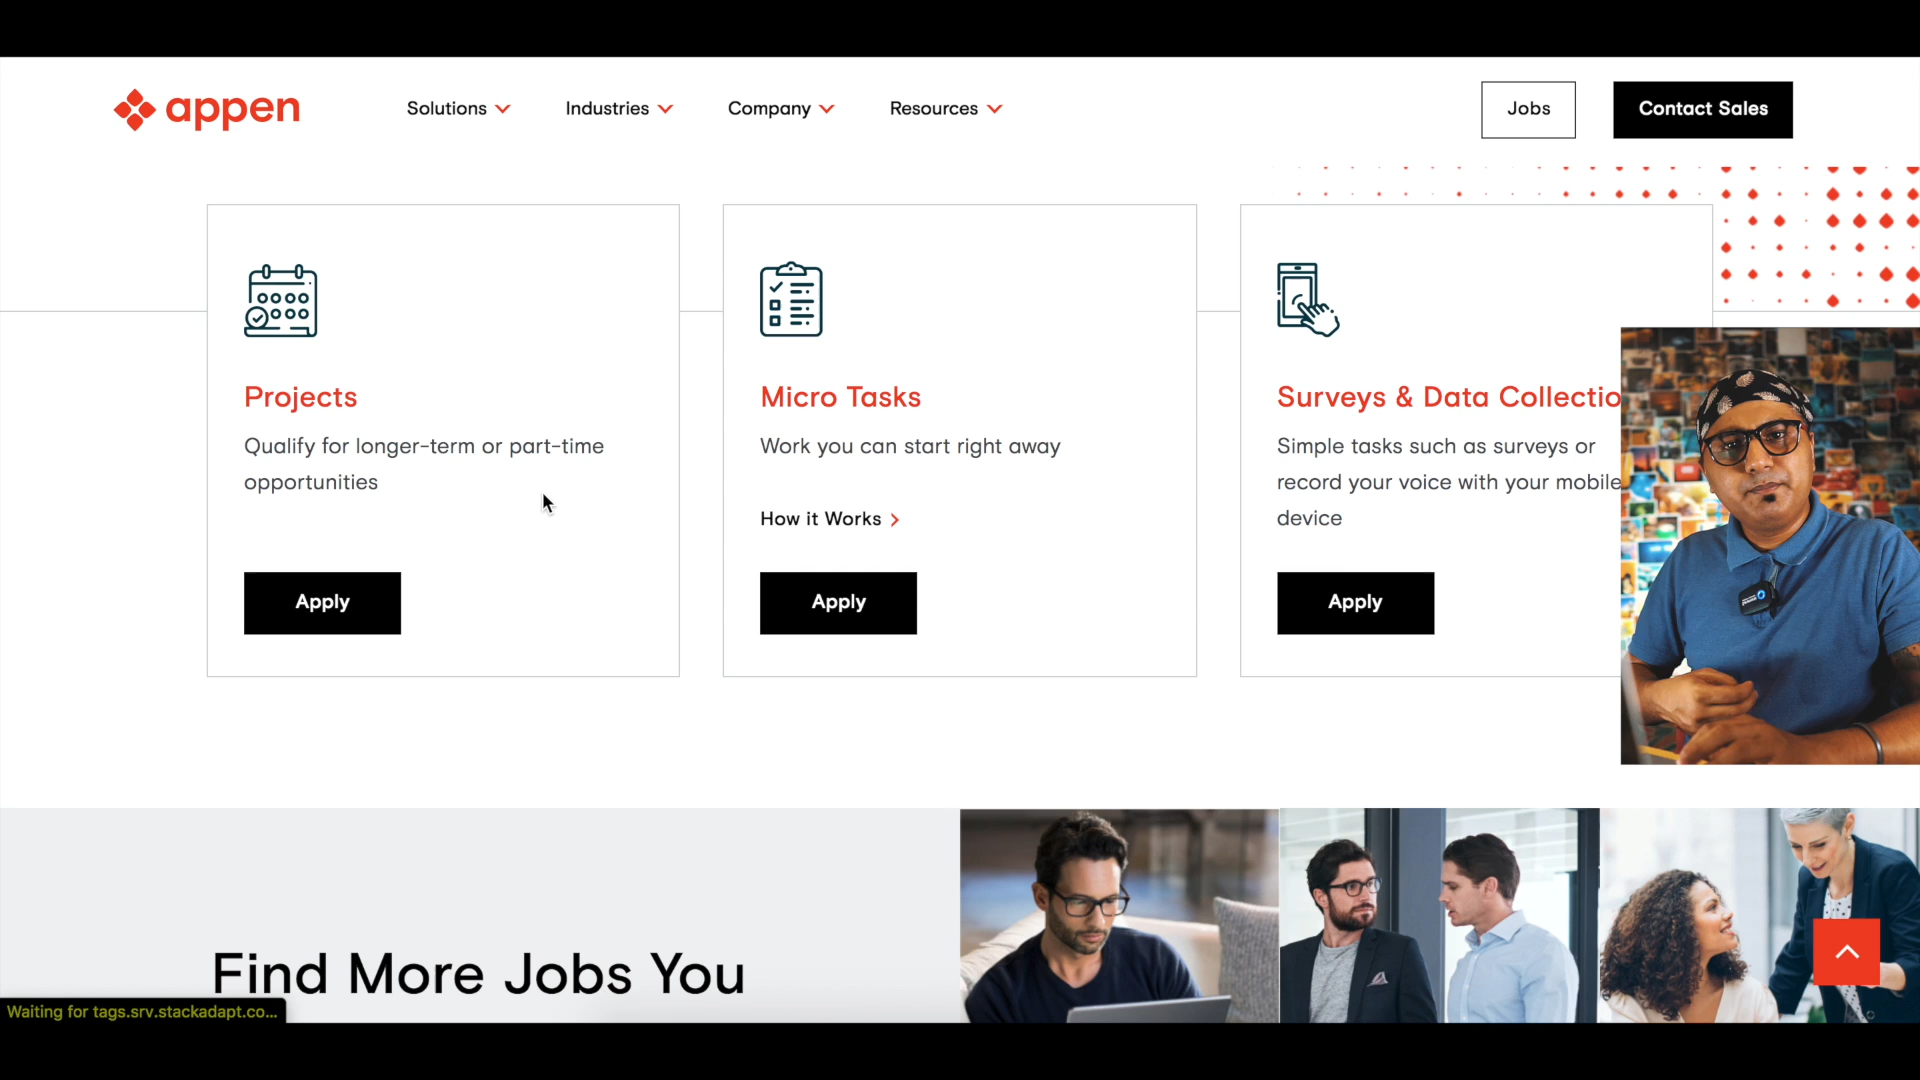 appen
Solutions
Industries
Company
Resources
Jobs
Contact Sales
Projects
Qualify for longer-term or part-time
opportunities
Apply
Micro Tasks
Work you can start right away
How it Works
Apply
Surveys & Data Collectio
Simple tasks such as surveys or
record your voice with your mobile
device
Apply
Find More Jobs You
Waiting for tags.srv.stackadapt.co...